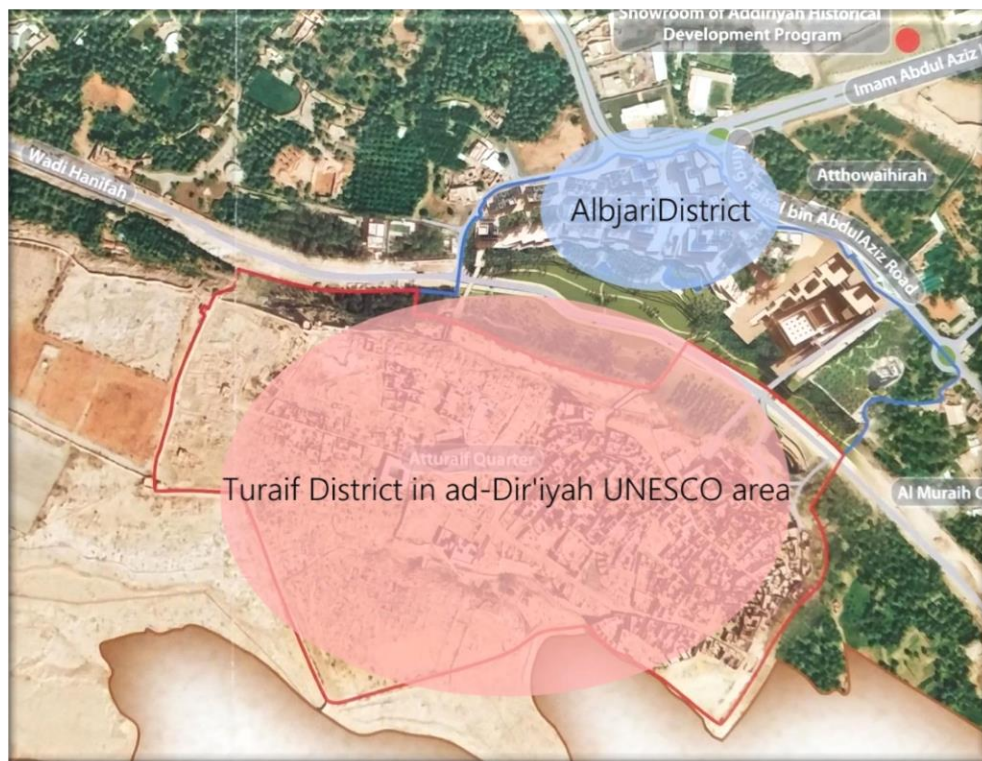 Showroom of Addiriyah Historical
Development Program
Imam Abdul Aziz
Wadi Hanifah
Atthowaihirah
AlbjariDistrict
King Faisal bin AbdulAziz Road
Atturaif Quarter
Turaif District in ad-Dir'iyah UNESCO area
Al Muraih